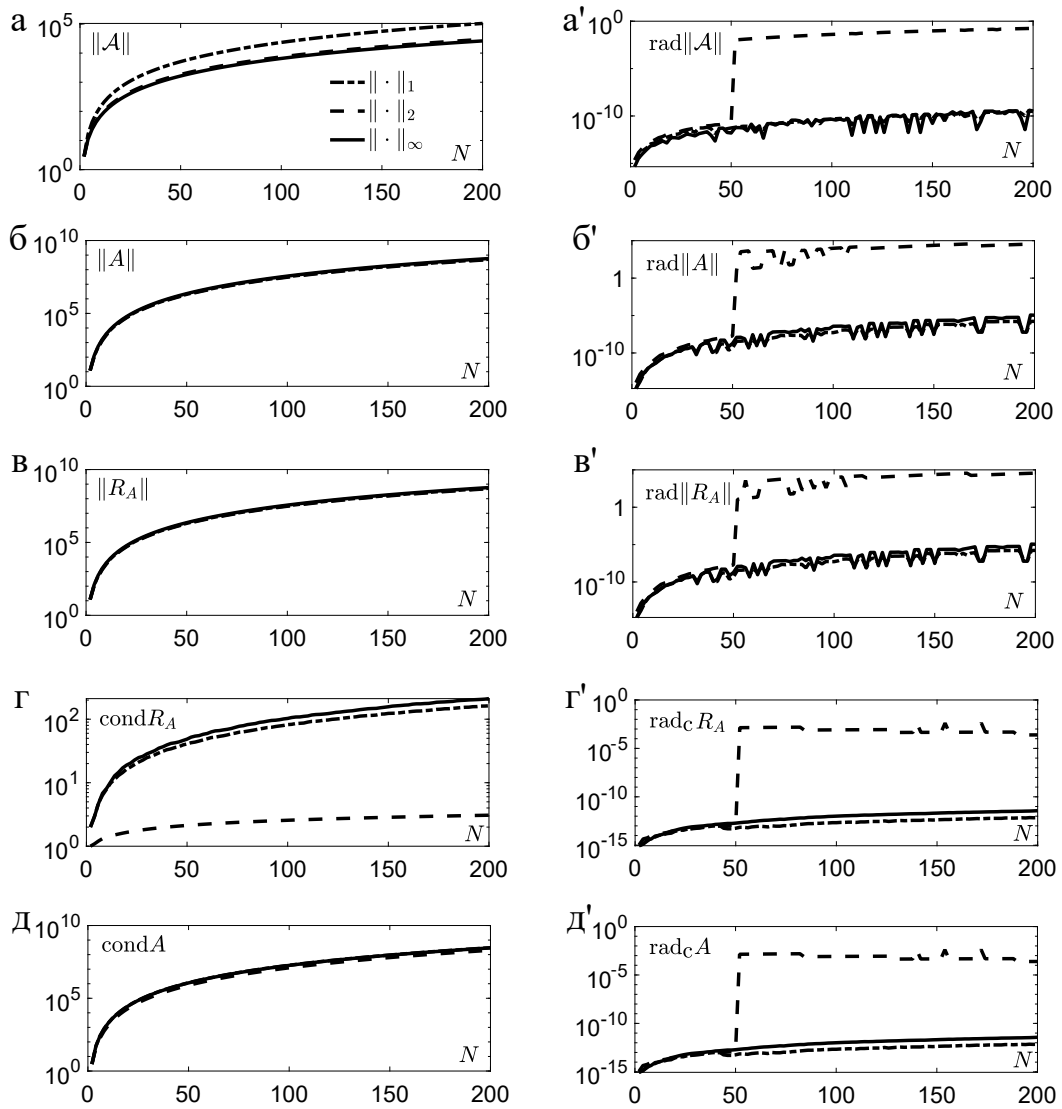 а
10^5
‖𝒜‖
‖ · ‖_1
‖ · ‖_2
‖ · ‖_∞
N
10^0
0 50 100 150 200
а'
10^0
rad‖𝒜‖
10^-10
N
0 50 100 150 200
б
10^10
‖A‖
10^5
N
10^0
0 50 100 150 200
б'
rad‖A‖
1
10^-10
N
0 50 100 150 200
в
10^10
‖R_A‖
10^5
N
10^0
0 50 100 150 200
в'
rad‖R_A‖
1
10^-10
N
0 50 100 150 200
г
condR_A
10^2
10^1
N
10^0
0 50 100 150 200
г'
10^0
rad_C R_A
10^-5
10^-10
N
10^-15
0 50 100 150 200
д
10^10
condA
10^5
N
10^0
0 50 100 150 200
д'
10^0
rad_C A
10^-5
10^-10
N
10^-15
0 50 100 150 200